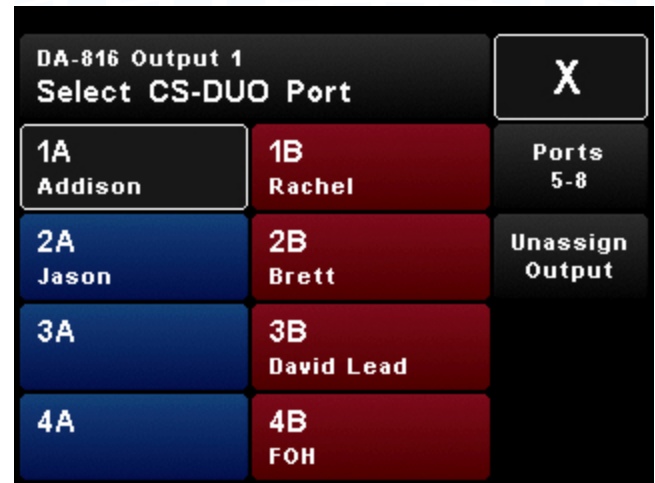 DA-816 Output 1
Select CS-DUO Port
X
1A
Addison
1B
Rachel
Ports
5-8
2A
Jason
2B
Brett
Unassign
Output
3A
3B
David Lead
4A
4B
FOH